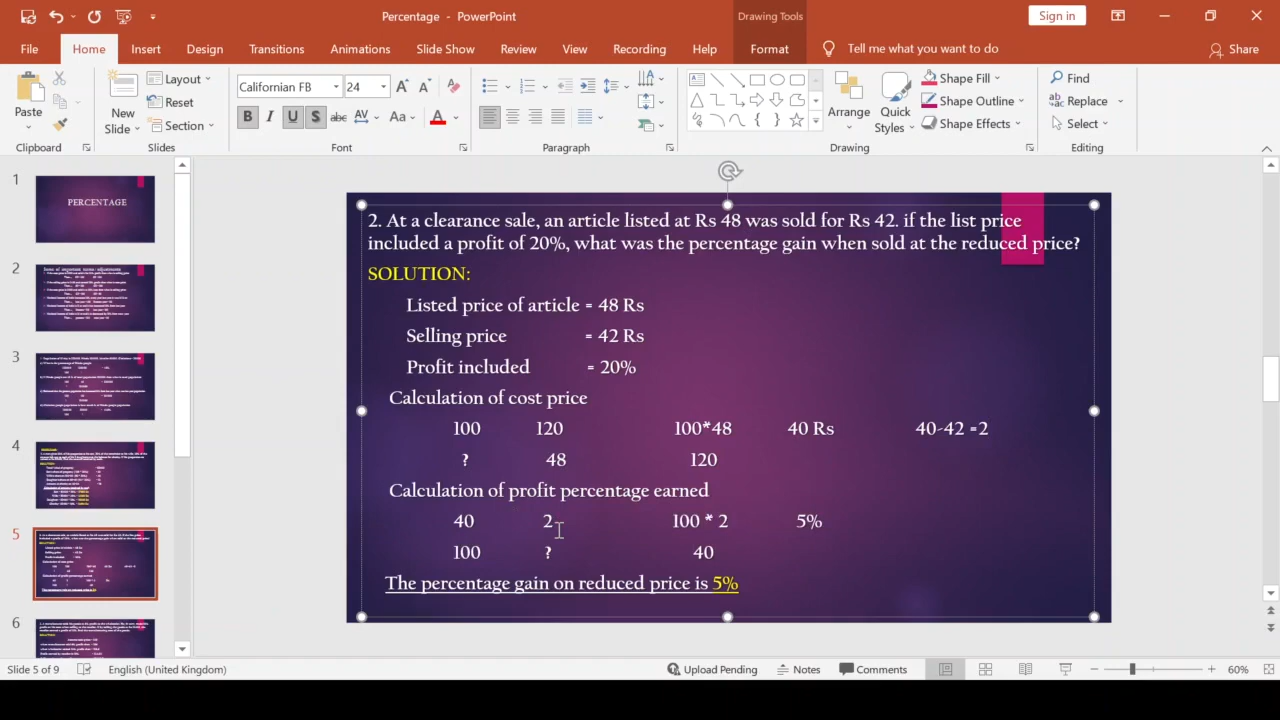 Percentage - PowerPoint
Drawing Tools
Sign in
File Home Insert Design Transitions Animations Slide Show Review View Recording Help Format Tell me what you want to do Share
Paste
Clipboard
New Slide
Layout
Reset
Section
Slides
Californian FB 24
Font
Paragraph
Arrange
Quick Styles
Shape Fill
Shape Outline
Shape Effects
Drawing
Find
Replace
Select
Editing
1
PERCENTAGE
2
3
4
5
6
2. At a clearance sale, an article listed at Rs 48 was sold for Rs 42. if the list price
included a profit of 20%, what was the percentage gain when sold at the reduced price?
SOLUTION:
Listed price of article = 48 Rs
Selling price = 42 Rs
Profit included = 20%
Calculation of cost price
100 120 100*48 40 Rs 40-42 =2
? 48 120
Calculation of profit percentage earned
40 2 100 * 2 5%
100 ? 40
The percentage gain on reduced price is 5%
Slide 5 of 9 English (United Kingdom) Upload Pending Notes Comments 60%